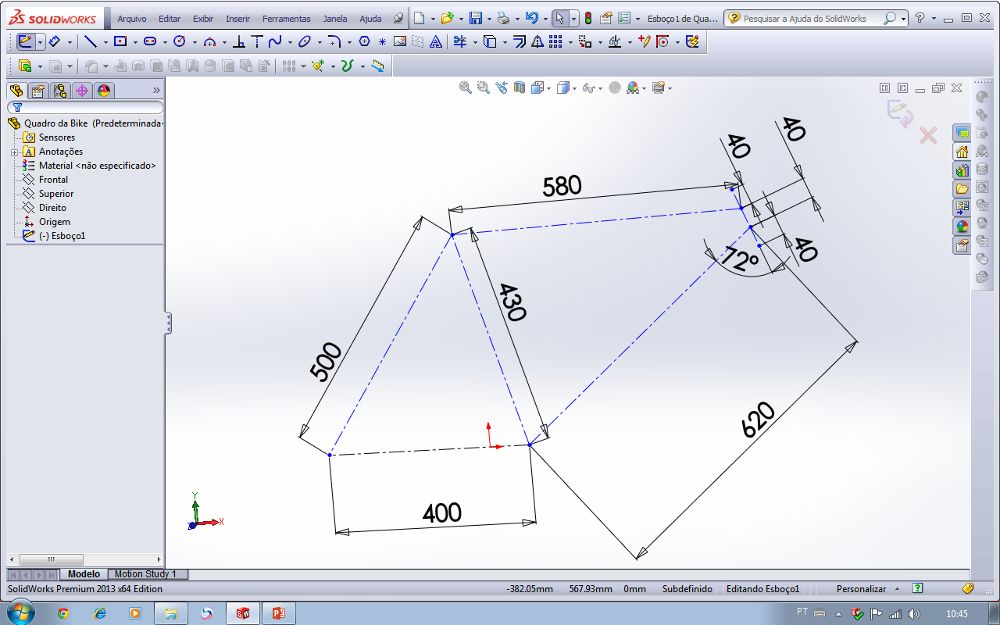 SOLIDWORKS
Arquivo Editar Exibir Inserir Ferramentas Janela Ajuda
Esboço1 de Qua...
Pesquisar a Ajuda do SolidWorks
Quadro da Bike (Predeterminada
Sensores
Anotações
Material <não especificado>
Frontal
Superior
Direito
Origem
(-) Esboço1
40
40
580
40
72°
430
500
620
400
Y
X
Z
Modelo Motion Study 1
SolidWorks Premium 2013 x64 Edition
-382.05mm 567.93mm 0mm Subdefinido Editando Esboço1 Personalizar
PT
10:45